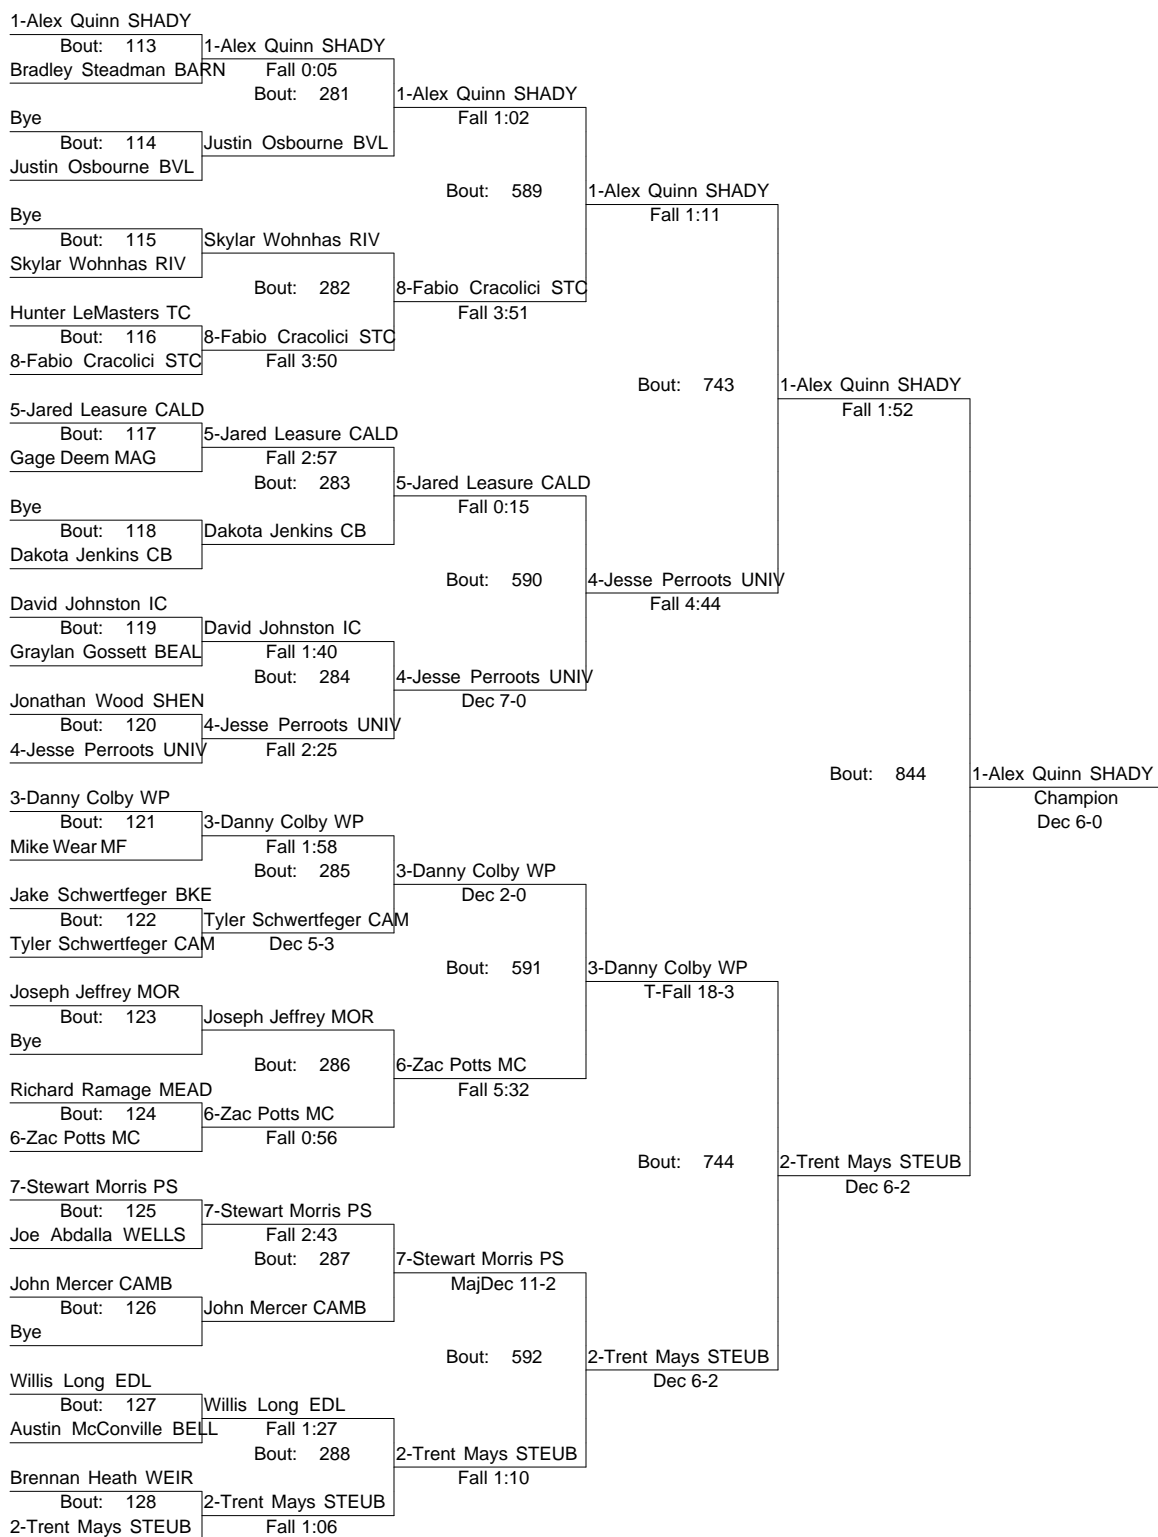 1-Alex Quinn SHADY
Bout: 113 1-Alex Quinn SHADY
Bradley Steadman BARN Fall 0:05
Bout: 281 1-Alex Quinn SHADY
Bye Fall 1:02
Bout: 114 Justin Osbourne BVL
Justin Osbourne BVL
Bout: 589 1-Alex Quinn SHADY
Bye Fall 1:11
Bout: 115 Skylar Wohnhas RIV
Skylar Wohnhas RIV
Bout: 282 8-Fabio Cracolici STC
Hunter LeMasters TC Fall 3:51
Bout: 116 8-Fabio Cracolici STC
8-Fabio Cracolici STC Fall 3:50
Bout: 743 1-Alex Quinn SHADY
5-Jared Leasure CALD Fall 1:52
Bout: 117 5-Jared Leasure CALD
Gage Deem MAG Fall 2:57
Bout: 283 5-Jared Leasure CALD
Bye Fall 0:15
Bout: 118 Dakota Jenkins CB
Dakota Jenkins CB
Bout: 590 4-Jesse Perroots UNIV
David Johnston IC Fall 4:44
Bout: 119 David Johnston IC
Graylan Gossett BEAL Fall 1:40
Bout: 284 4-Jesse Perroots UNIV
Jonathan Wood SHEN Dec 7-0
Bout: 120 4-Jesse Perroots UNIV
4-Jesse Perroots UNIV Fall 2:25
Bout: 844 1-Alex Quinn SHADY
3-Danny Colby WP Champion
Bout: 121 3-Danny Colby WP Dec 6-0
Mike Wear MF Fall 1:58
Bout: 285 3-Danny Colby WP
Jake Schwertfeger BKE Dec 2-0
Bout: 122 Tyler Schwertfeger CAM
Tyler Schwertfeger CAM Dec 5-3
Bout: 591 3-Danny Colby WP
Joseph Jeffrey MOR T-Fall 18-3
Bout: 123 Joseph Jeffrey MOR
Bye
Bout: 286 6-Zac Potts MC
Richard Ramage MEAD Fall 5:32
Bout: 124 6-Zac Potts MC
6-Zac Potts MC Fall 0:56
Bout: 744 2-Trent Mays STEUB
7-Stewart Morris PS Dec 6-2
Bout: 125 7-Stewart Morris PS
Joe Abdalla WELLS Fall 2:43
Bout: 287 7-Stewart Morris PS
John Mercer CAMB MajDec 11-2
Bout: 126 John Mercer CAMB
Bye
Bout: 592 2-Trent Mays STEUB
Willis Long EDL Dec 6-2
Bout: 127 Willis Long EDL
Austin McConville BELL Fall 1:27
Bout: 288 2-Trent Mays STEUB
Brennan Heath WEIR Fall 1:10
Bout: 128 2-Trent Mays STEUB
2-Trent Mays STEUB Fall 1:06